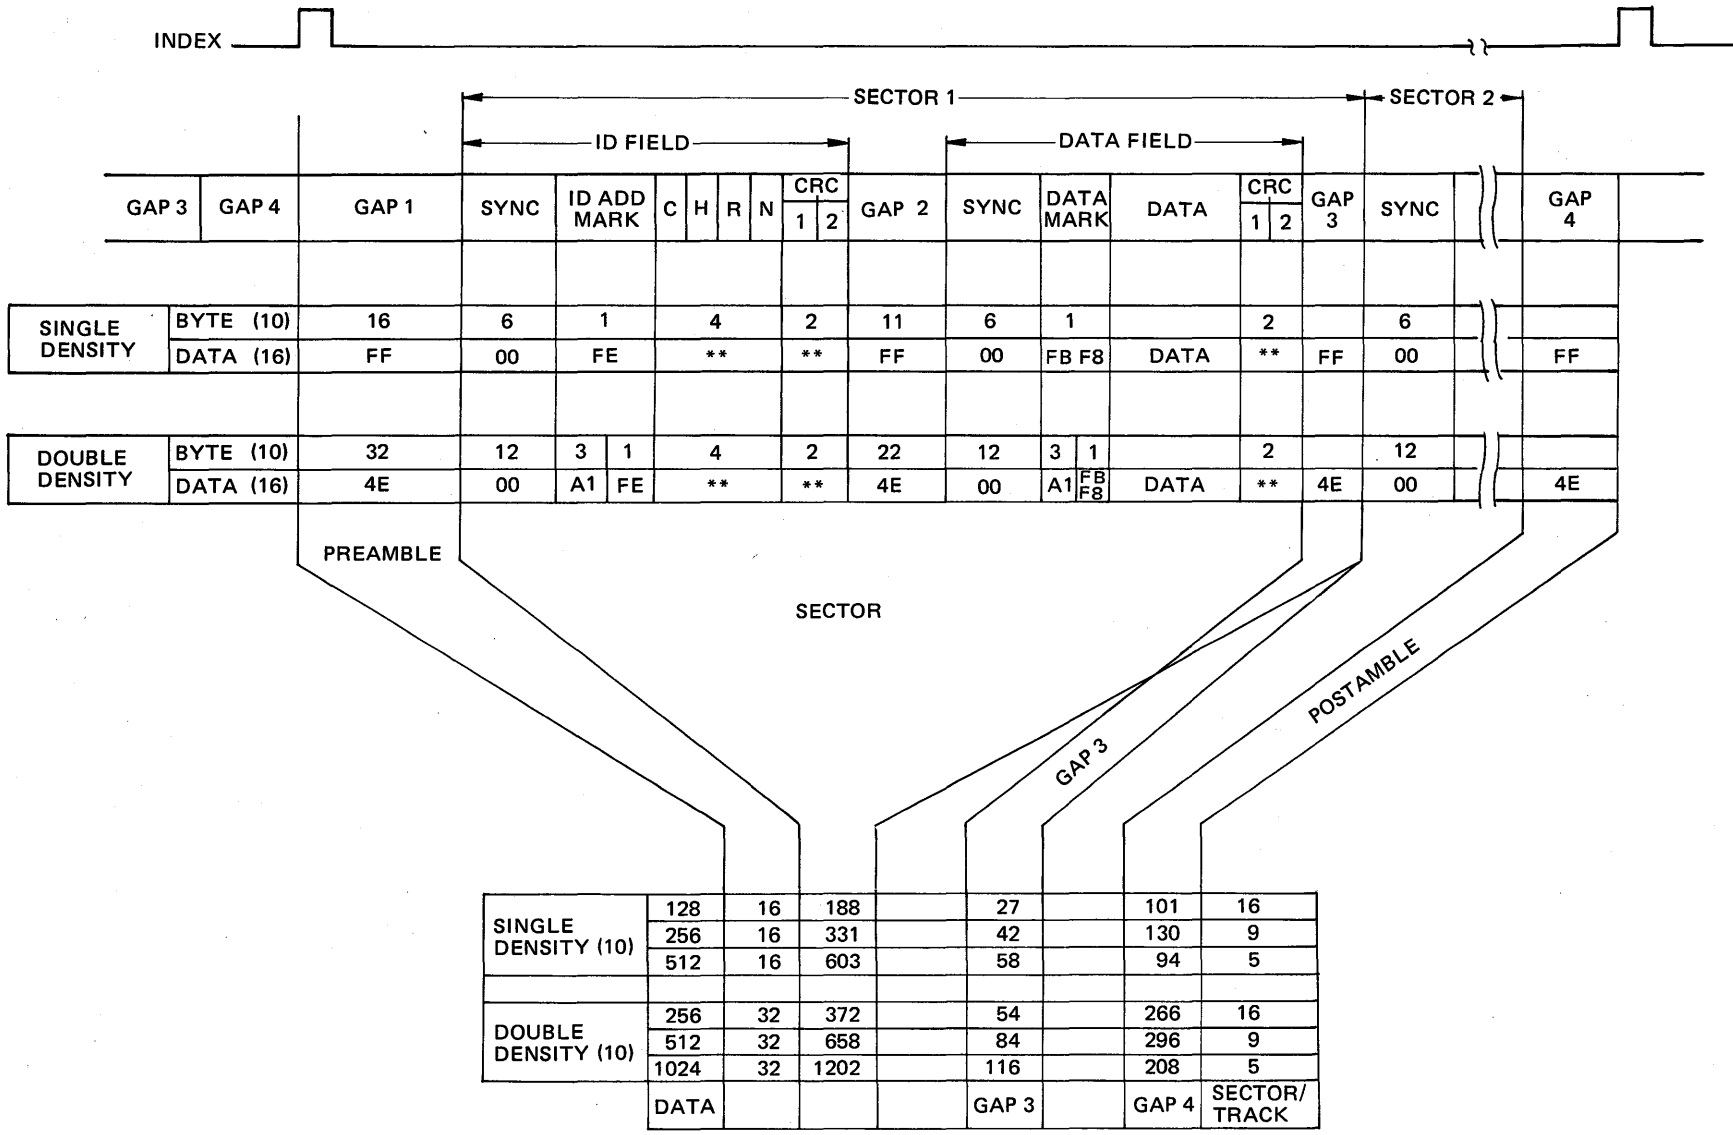 INDEX
SECTOR 1 SECTOR 2
ID FIELD DATA FIELD
GAP 3 GAP 4 GAP 1 SYNC ID ADD MARK C H R N CRC 1 2 GAP 2 SYNC DATA MARK DATA CRC 1 2 GAP 3 SYNC GAP 4
SINGLE DENSITY
BYTE (10) 16 6 1 4 2 11 6 1 2 6
DATA (16) FF 00 FE ** ** FF 00 FB F8 DATA ** FF 00 FF
DOUBLE DENSITY
BYTE (10) 32 12 3 1 4 2 22 12 3 1 2 12
DATA (16) 4E 00 A1 FE ** ** 4E 00 A1 FB F8 DATA ** 4E 00 4E
PREAMBLE
SECTOR
GAP 3
POSTAMBLE
SINGLE DENSITY (10)
128 16 188 27 101 16
256 16 331 42 130 9
512 16 603 58 94 5
DOUBLE DENSITY (10)
256 32 372 54 266 16
512 32 658 84 296 9
1024 32 1202 116 208 5
DATA GAP 3 GAP 4 SECTOR/ TRACK